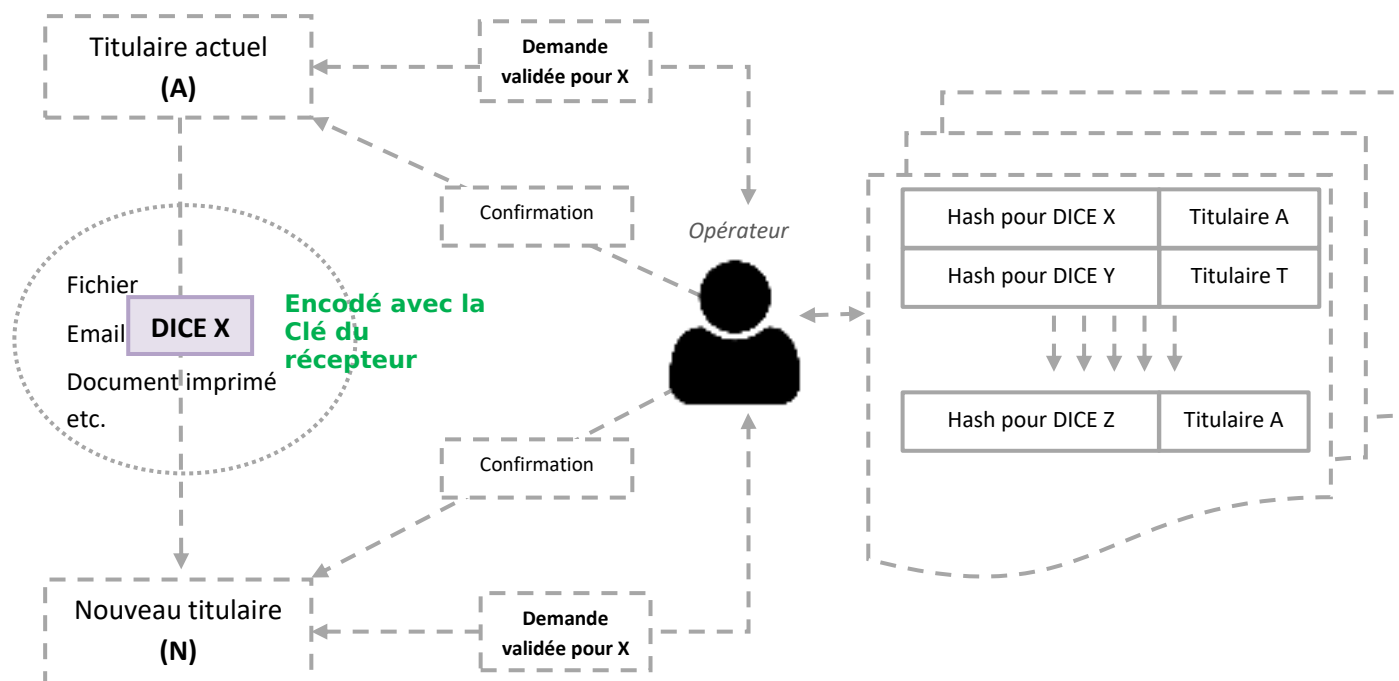 Titulaire actuel
(A)
Demande
validée pour X
Confirmation
Opérateur
Hash pour DICE X
Titulaire A
Hash pour DICE Y
Titulaire T
Hash pour DICE Z
Titulaire A
Fichier
Email
Document imprimé
etc.
DICE X
Encodé avec la
Clé du
récepteur
Confirmation
Nouveau titulaire
(N)
Demande
validée pour X